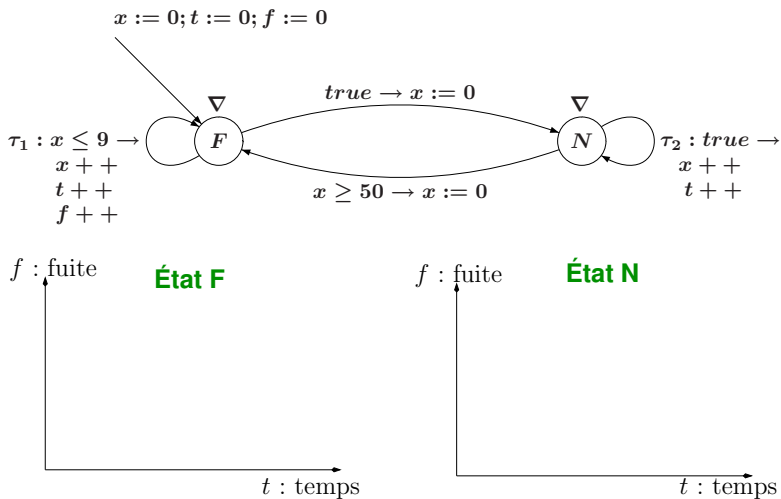 x := 0; t := 0; f := 0
∇
∇
true → x := 0
F
N
τ₁ : x ≤ 9 →
x + +
t + +
f + +
τ₂ : true →
x + +
t + +
x ≥ 50 → x := 0
f : fuite
État F
f : fuite
État N
t : temps
t : temps